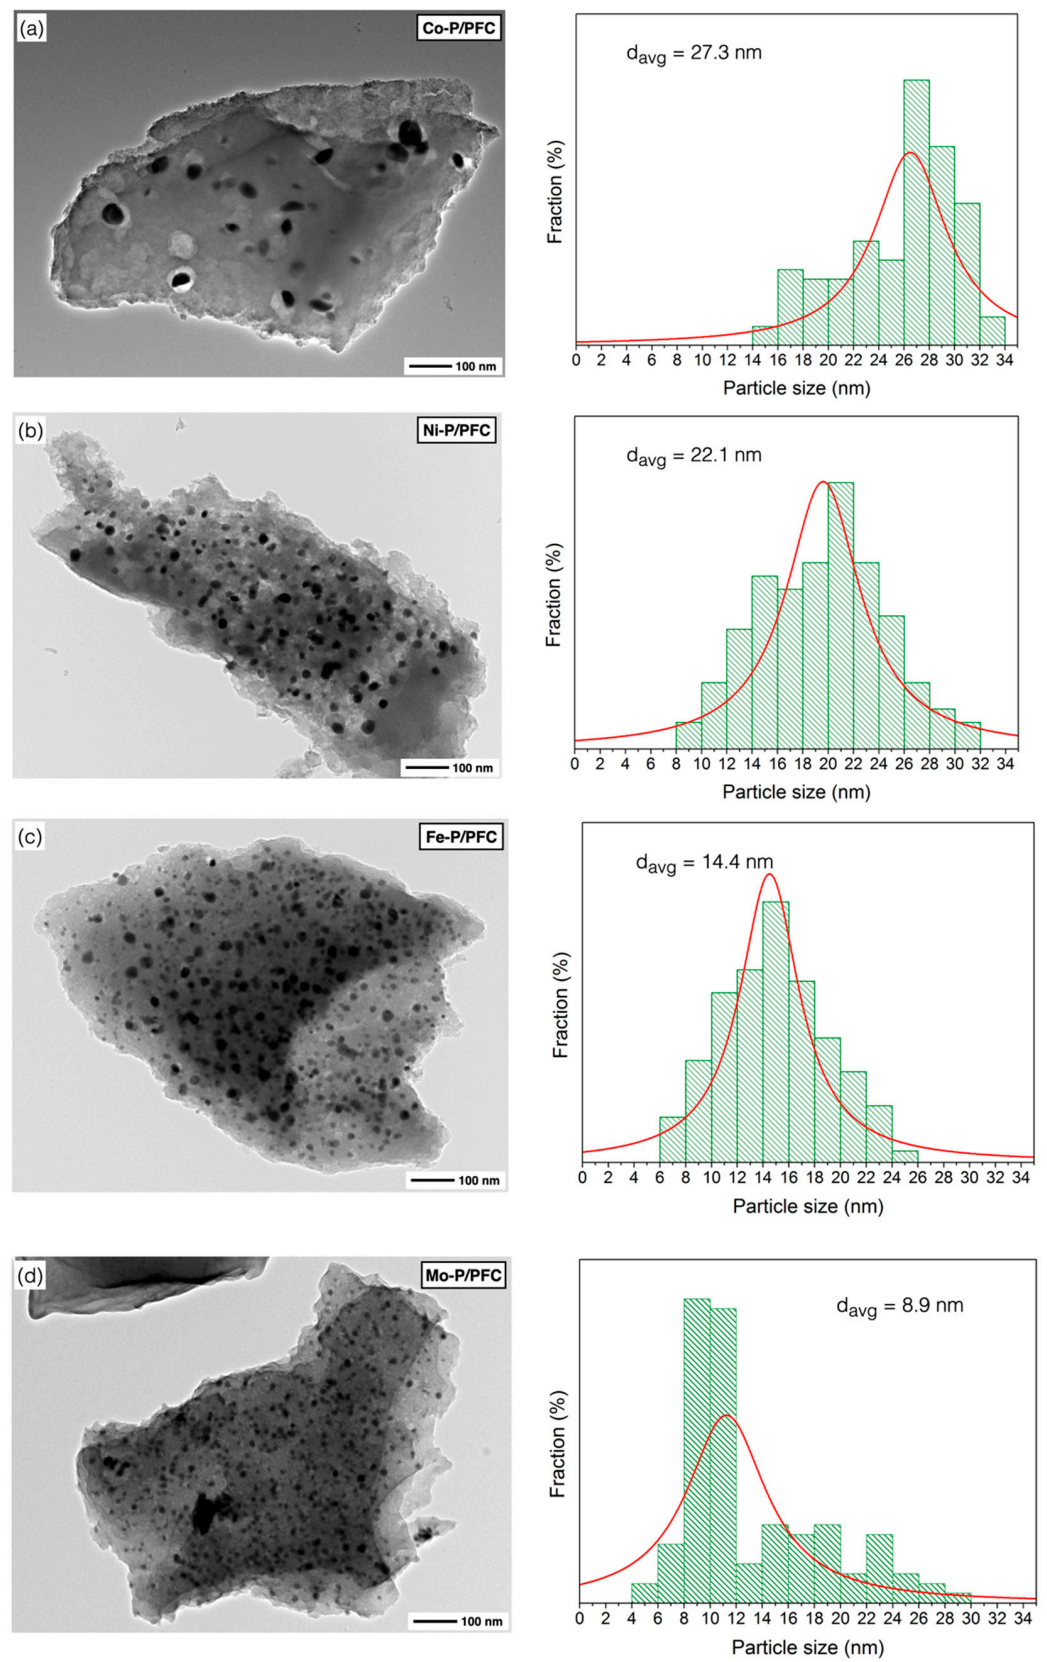 (a)
Co-P/PFC
100 nm
d_avg = 27.3 nm
Fraction (%)
0 2 4 6 8 10 12 14 16 18 20 22 24 26 28 30 32 34
Particle size (nm)
(b)
Ni-P/PFC
100 nm
d_avg = 22.1 nm
Fraction (%)
0 2 4 6 8 10 12 14 16 18 20 22 24 26 28 30 32 34
Particle size (nm)
(c)
Fe-P/PFC
100 nm
d_avg = 14.4 nm
Fraction (%)
0 2 4 6 8 10 12 14 16 18 20 22 24 26 28 30 32 34
Particle size (nm)
(d)
Mo-P/PFC
100 nm
d_avg = 8.9 nm
Fraction (%)
0 2 4 6 8 10 12 14 16 18 20 22 24 26 28 30 32 34
Particle size (nm)